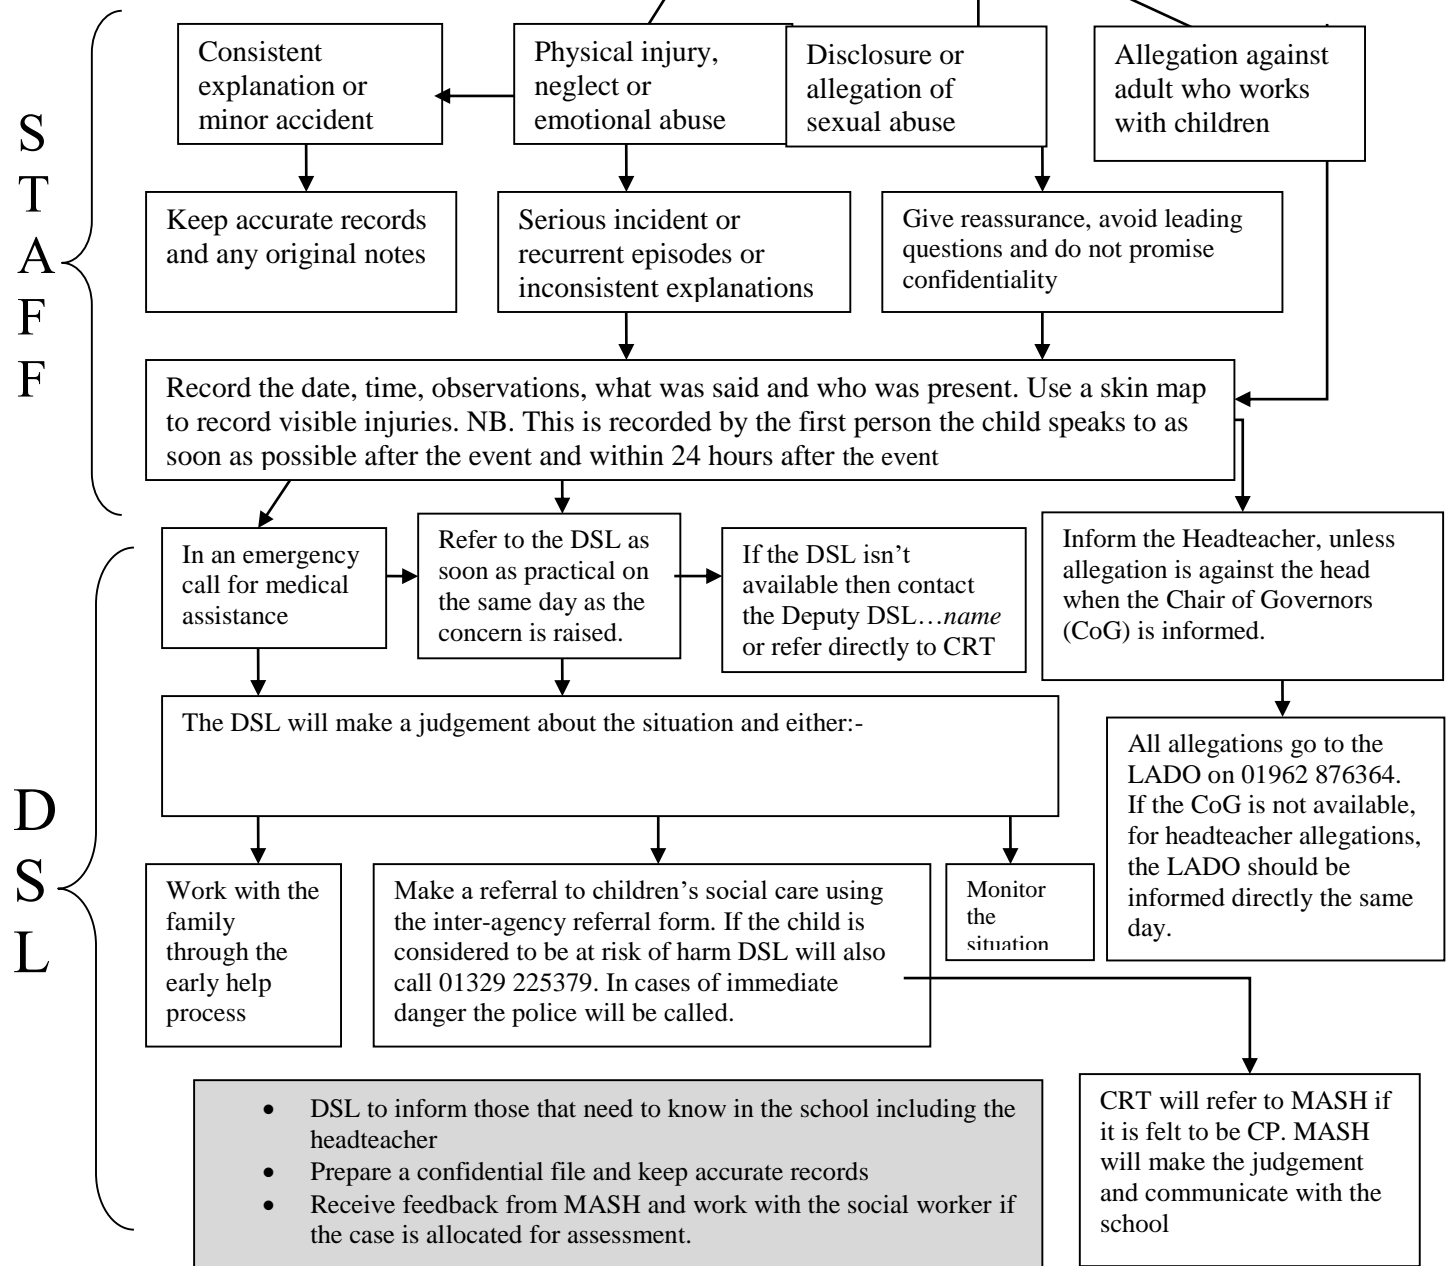 S
T
A
F
F
Consistent
explanation or
minor accident
Physical injury,
neglect or
emotional abuse
Disclosure or
allegation of
sexual abuse
Allegation against
adult who works
with children
Keep accurate records
and any original notes
Serious incident or
recurrent episodes or
inconsistent explanations
Give reassurance, avoid leading
questions and do not promise
confidentiality
Record the date, time, observations, what was said and who was present. Use a skin map
to record visible injuries. NB. This is recorded by the first person the child speaks to as
soon as possible after the event and within 24 hours after the event
D
S
L
In an emergency
call for medical
assistance
Refer to the DSL as
soon as practical on
the same day as the
concern is raised.
If the DSL isn’t
available then contact
the Deputy DSL…name
or refer directly to CRT
Inform the Headteacher, unless
allegation is against the head
when the Chair of Governors
(CoG) is informed.
The DSL will make a judgement about the situation and either:-
All allegations go to the
LADO on 01962 876364.
If the CoG is not available,
for headteacher allegations,
the LADO should be
informed directly the same
day.
Work with the
family
through the
early help
process
Make a referral to children’s social care using
the inter-agency referral form. If the child is
considered to be at risk of harm DSL will also
call 01329 225379. In cases of immediate
danger the police will be called.
Monitor
the
situation
• DSL to inform those that need to know in the school including the
headteacher
• Prepare a confidential file and keep accurate records
• Receive feedback from MASH and work with the social worker if
the case is allocated for assessment.
CRT will refer to MASH if
it is felt to be CP. MASH
will make the judgement
and communicate with the
school